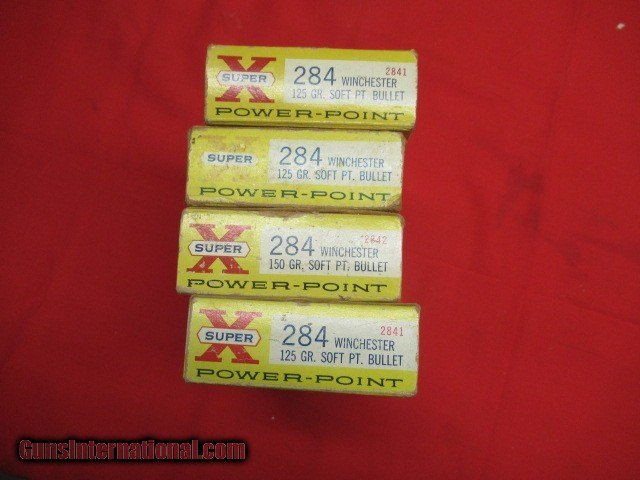 X SUPER 284 WINCHESTER 2841
125 GR. SOFT PT. BULLET
POWER-POINT
SUPER 284 WINCHESTER
125 GR. SOFT PT. BULLET
POWER-POINT
X SUPER 284 WINCHESTER 2842
150 GR. SOFT PT. BULLET
POWER-POINT
X SUPER 284 WINCHESTER 2841
125 GR. SOFT PT. BULLET
POWER-POINT
GunsInternational.com